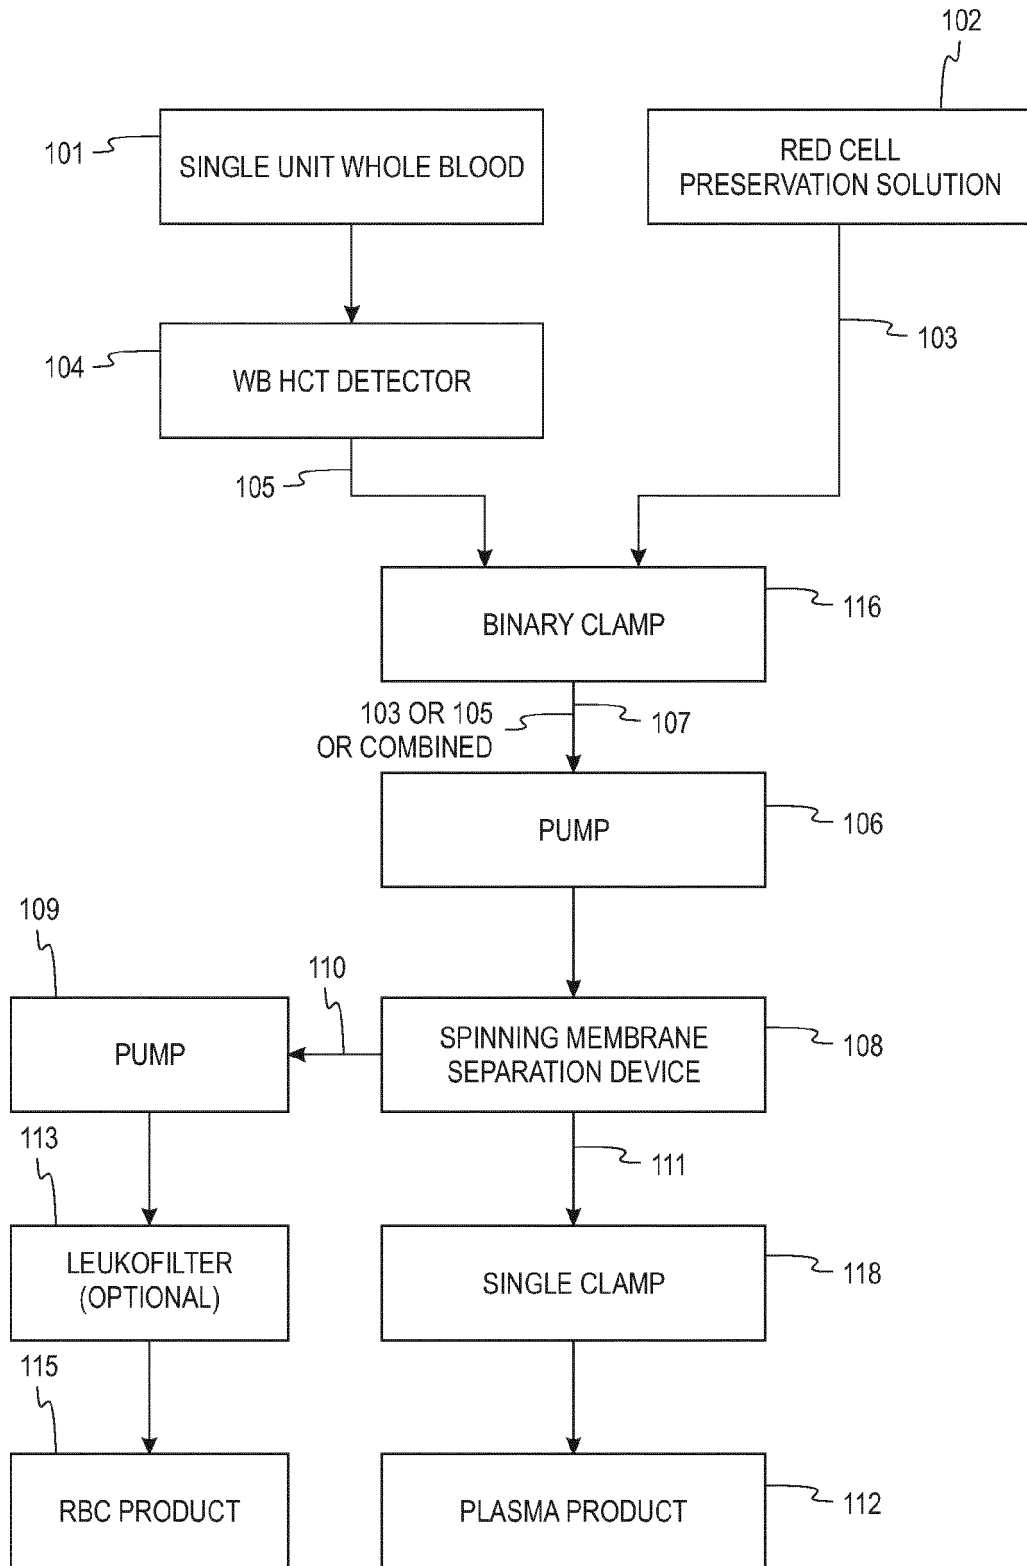 102
101
SINGLE UNIT WHOLE BLOOD
RED CELL
PRESERVATION SOLUTION
103
104
WB HCT DETECTOR
105
BINARY CLAMP
116
103 OR 105
OR COMBINED
107
PUMP
106
109
110
PUMP
SPINNING MEMBRANE
SEPARATION DEVICE
108
113
111
LEUKOFILTER
(OPTIONAL)
SINGLE CLAMP
118
115
RBC PRODUCT
PLASMA PRODUCT
112